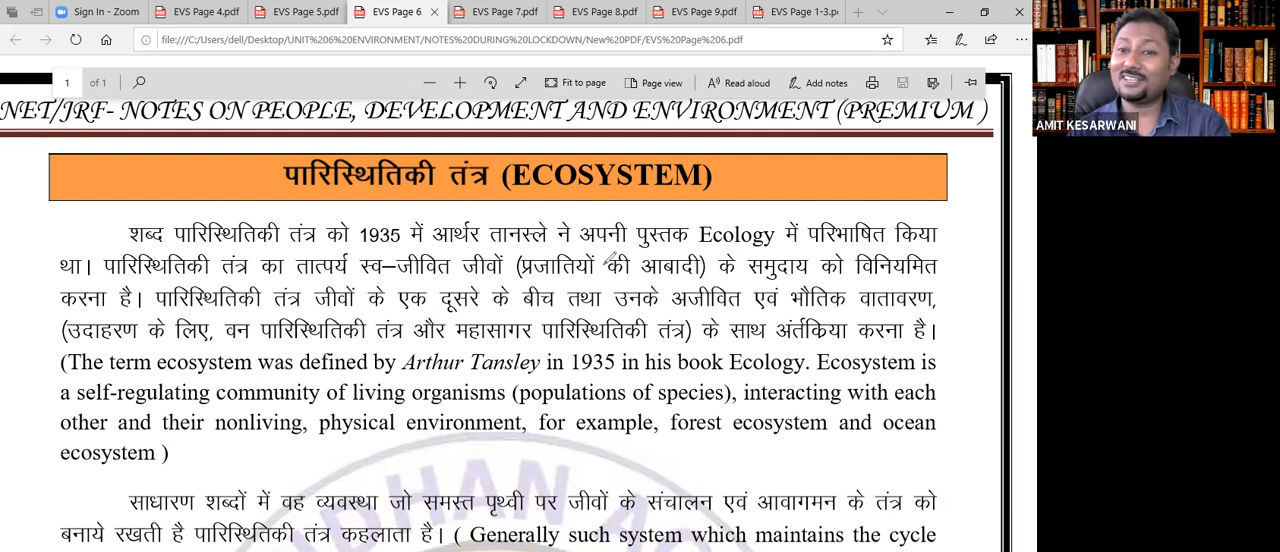 Sign In - Zoom
EVS Page 4.pdf
EVS Page 5.pdf
EVS Page 6
EVS Page 7.pdf
EVS Page 8.pdf
EVS Page 9.pdf
EVS Page 1-3.p
file:///C:/Users/dell/Desktop/UNIT%206%20ENVIRONMENT/NOTES%20DURING%20LOCKDOWN/New%20PDF/EVS%20Page%206.pdf
1 of 1
Fit to page
Page view
Read aloud
Add notes
NET/JRF- NOTES ON PEOPLE, DEVELOPMENT AND ENVIRONMENT (PREMIUM )
AMIT KESARWANI
पारिस्थितिकी तंत्र (ECOSYSTEM)
शब्द पारिस्थितिकी तंत्र को 1935 में आर्थर तानस्ले ने अपनी पुस्तक Ecology में परिभाषित किया
था। पारिस्थितिकी तंत्र का तात्पर्य स्व–जीवित जीवों (प्रजातियों की आबादी) के समुदाय को विनियमित
करना है। पारिस्थितिकी तंत्र जीवों के एक दूसरे के बीच तथा उनके अजीवित एवं भौतिक वातावरण,
(उदाहरण के लिए, वन पारिस्थितिकी तंत्र और महासागर पारिस्थितिकी तंत्र) के साथ अंर्तकिया करना है।
(The term ecosystem was defined by Arthur Tansley in 1935 in his book Ecology. Ecosystem is
a self-regulating community of living organisms (populations of species), interacting with each
other and their nonliving, physical environment, for example, forest ecosystem and ocean
ecosystem )
साधारण शब्दों में वह व्यवस्था जो समस्त पृथ्वी पर जीवों के संचालन एवं आवागमन के तंत्र को
बनाये रखती है पारिस्थितिकी तंत्र कहलाता है। ( Generally such system which maintains the cycle